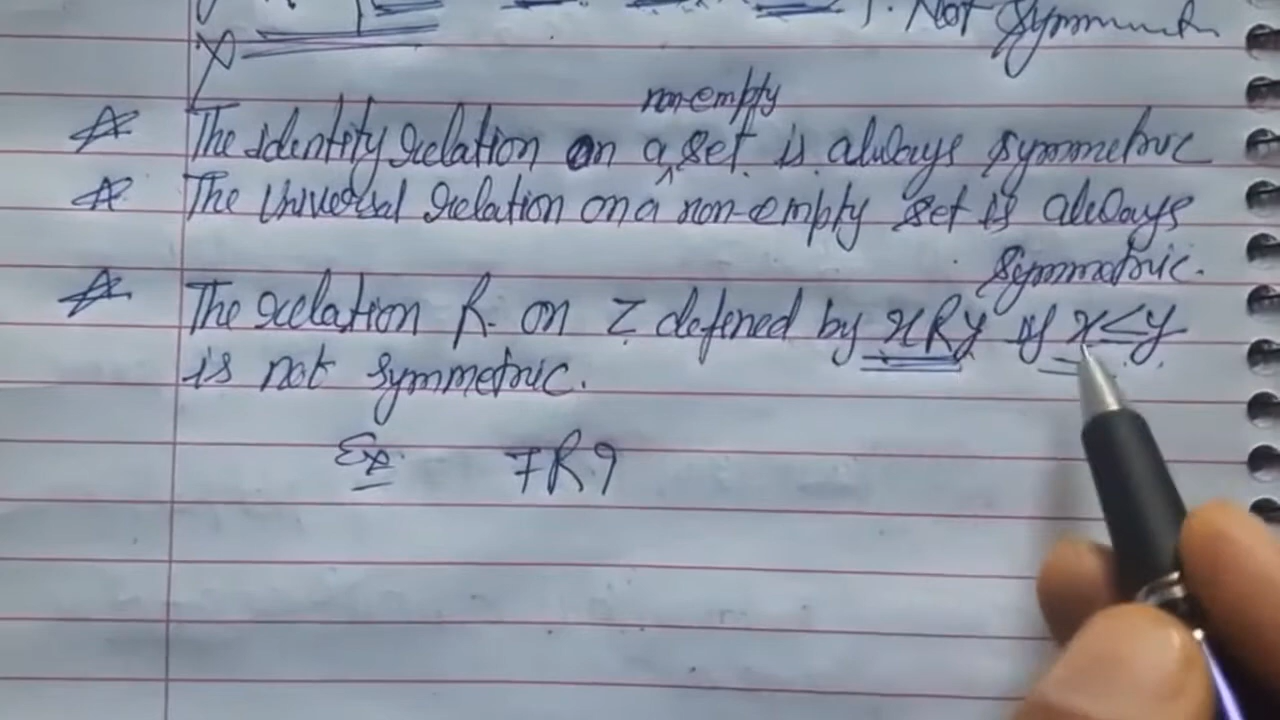 ). Not Symmetric
non-empty
The identity relation on a set is always symmetric
The Universal relation on a non-empty set is always
Symmetric.
The relation R on Z defined by xRy if x≤y
is not symmetric.
Ex. 7R9